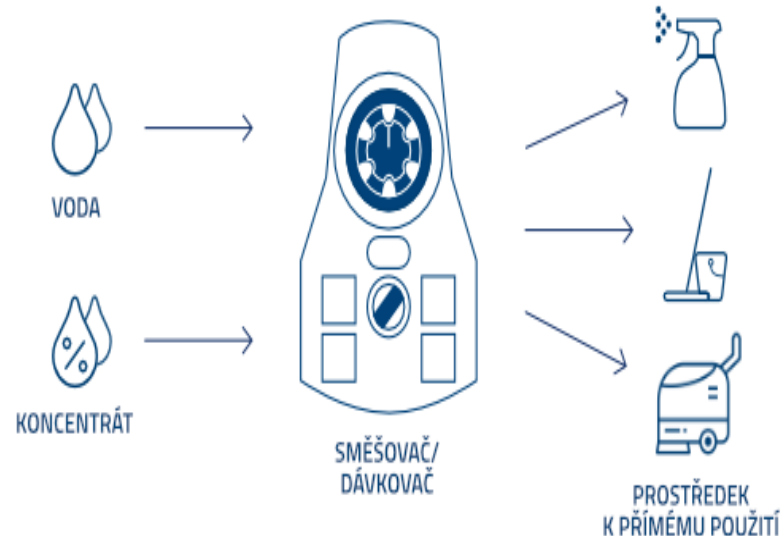 VODA
KONCENTRÁT
SMĚŠOVAČ/
DÁVKOVAČ
PROSTŘEDEK
K PŘÍMÉMU POUŽITÍ